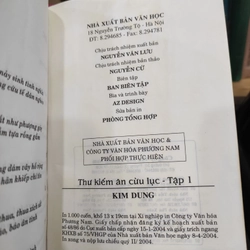 NHÀ XUẤT BẢN VĂN HỌC
18 Nguyễn Trường Tộ - Hà Nội
ĐT: 8.294685 - Fax: 8.294781
Chịu trách nhiệm xuất bản
NGUYỄN VĂN LƯU
Chịu trách nhiệm bản thảo
NGUYỄN CỪ
Biên tập
BAN BIÊN TẬP
Bìa và trình bày
AZ DESIGN
Sửa bản in
PHÒNG TỔNG HỢP
NHÀ XUẤT BẢN VĂN HỌC &
CÔNG TY VĂN HÓA PHƯƠNG NAM
PHỐI HỢP THỰC HIỆN
Thư kiếm ân cừu lục - Tập 1
KIM DUNG
In 1.000 cuốn, khổ 13 x 19cm tại Xí nghiệp in Công ty Văn hóa
Phương Nam. Giấy chấp nhận đăng ký kế hoạch xuất bản số
48/65 do Cục xuất bản cấp ngày 15-1-2004 và giấy trích ngang
KHXB số 75/VHGP của Nhà xuất bản Văn học ngày 8-4-2004.
In xong và nộp lưu chiểu quý II/ 2004.